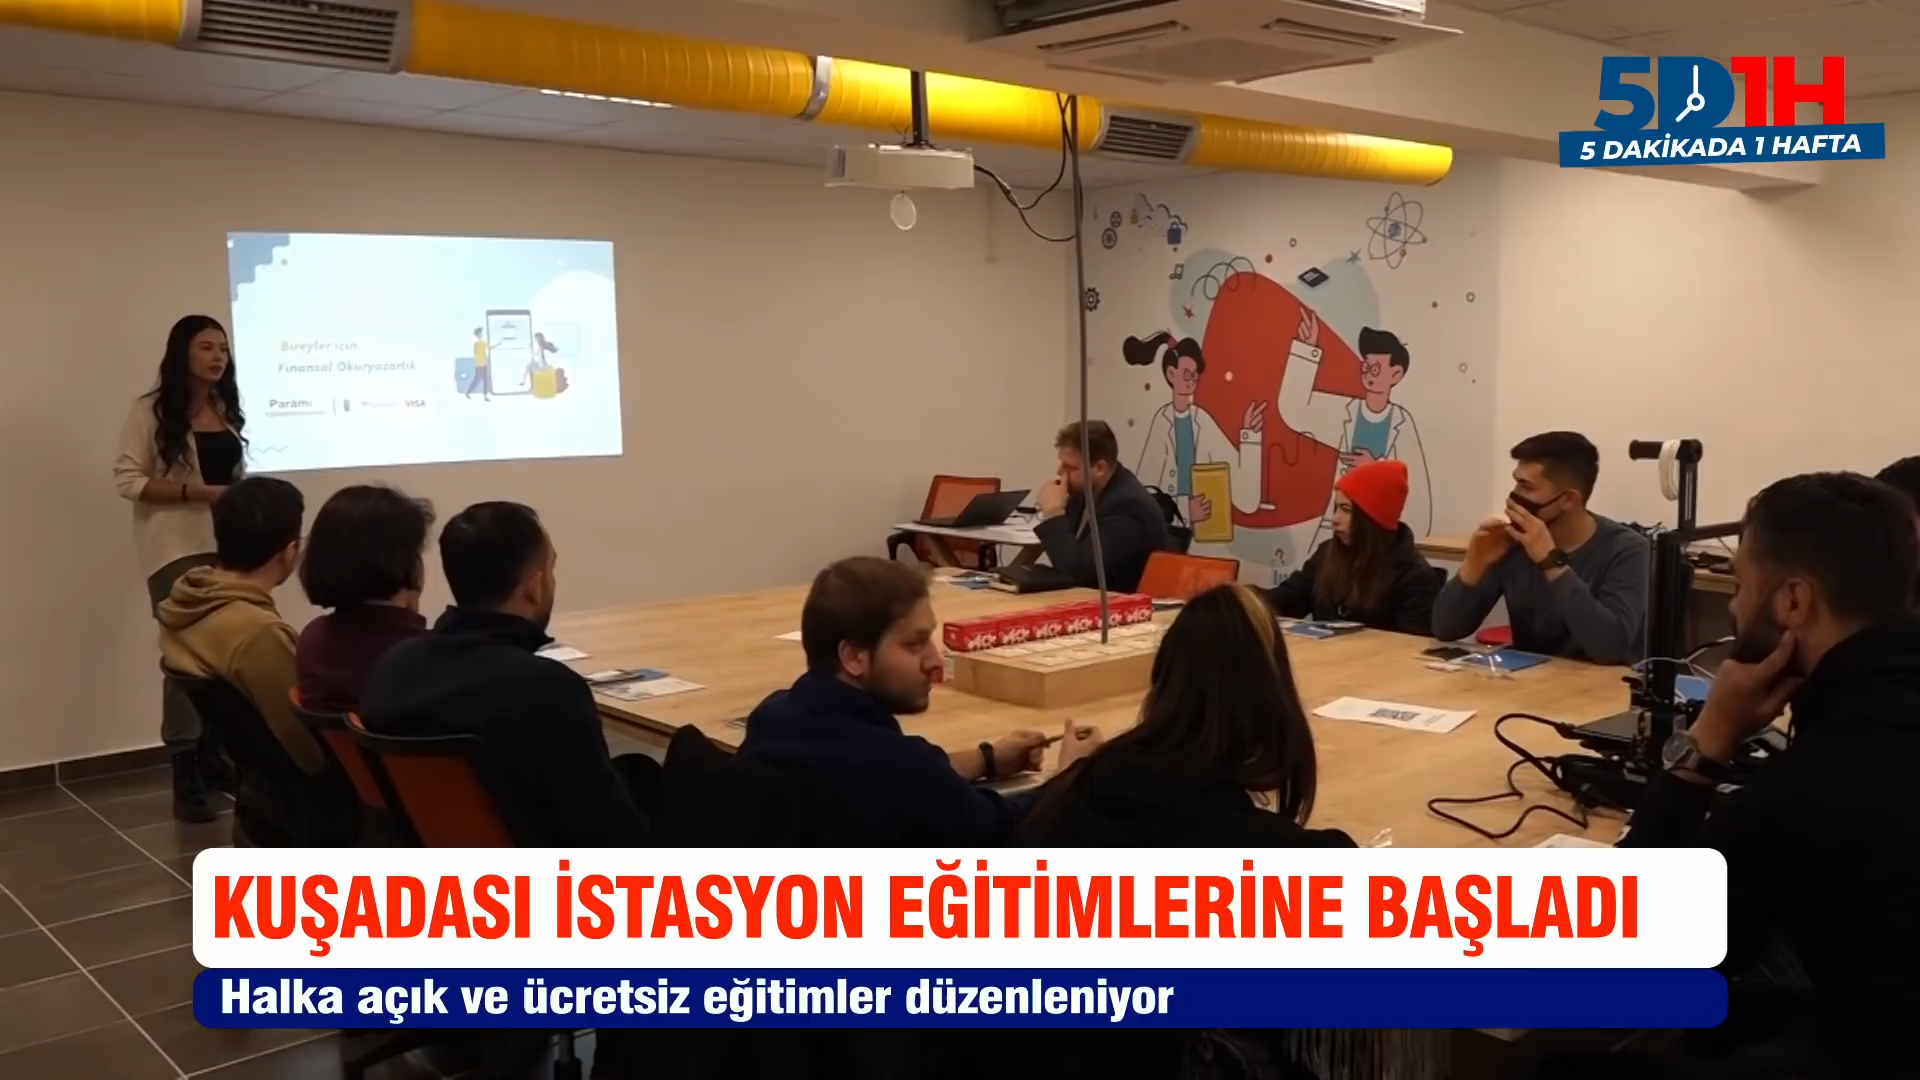 5D1H
5 DAKİKADA 1 HAFTA
Bireyler için
Finansal Okuryazarlık
Paramı
VISA
KUŞADASI İSTASYON EĞİTİMLERİNE BAŞLADI
Halka açık ve ücretsiz eğitimler düzenleniyor